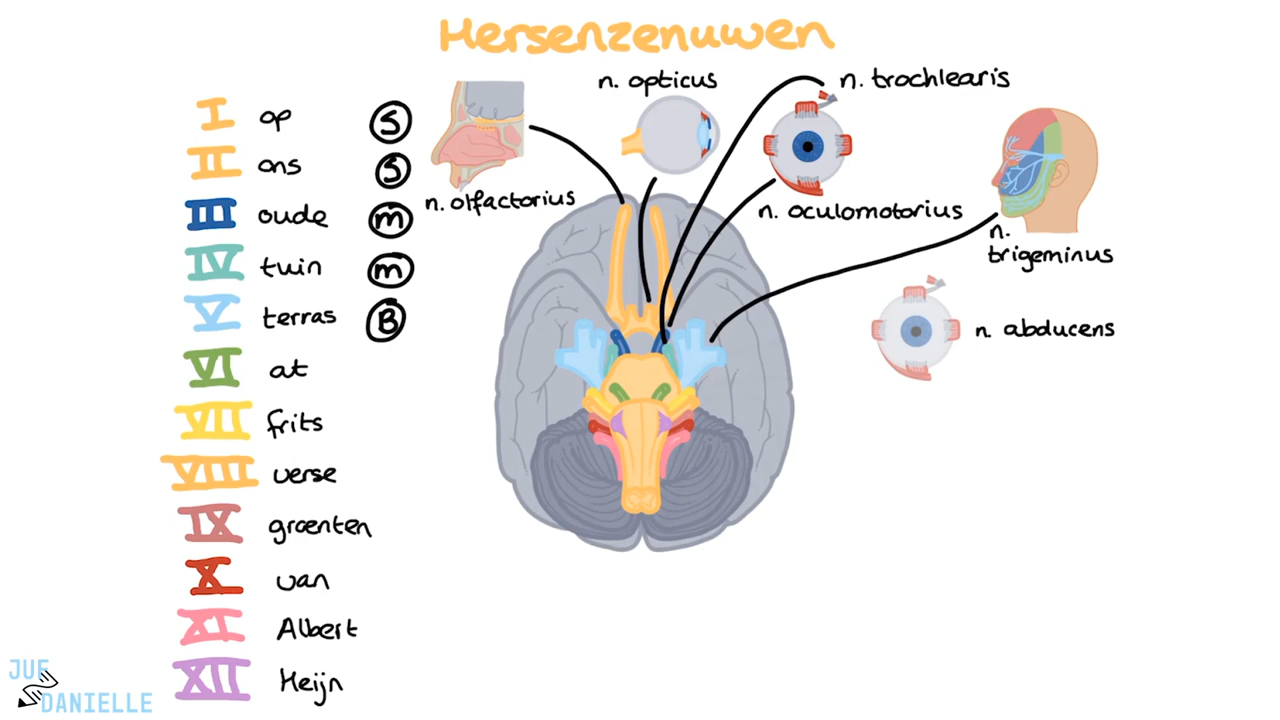 Hersenzenuwen
I op S
II ons S
III oude m
IV tuin m
V terras B
VI at
VII frits
VIII verse
IX groenten
X van
XI Albert
XII Heijn
n. olfactorius
n. opticus
n. trochlearis
n. oculomotorius
n.
trigeminus
n. abducens
JUF
DANIELLE